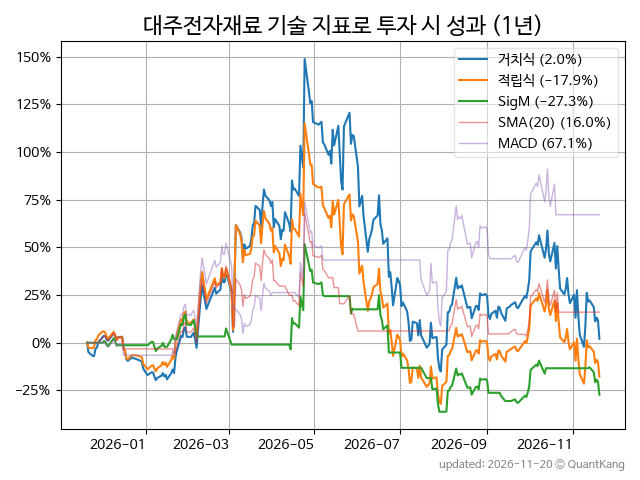 대주전자재료 기술 지표로 투자 시 성과 (1년)
150%
125%
100%
75%
50%
25%
0%
−25%
거치식 (2.0%)
적립식 (−17.9%)
SigM (−27.3%)
SMA(20) (16.0%)
MACD (67.1%)
2026-01
2026-03
2026-05
2026-07
2026-09
2026-11
updated: 2026-11-20 © QuantKang